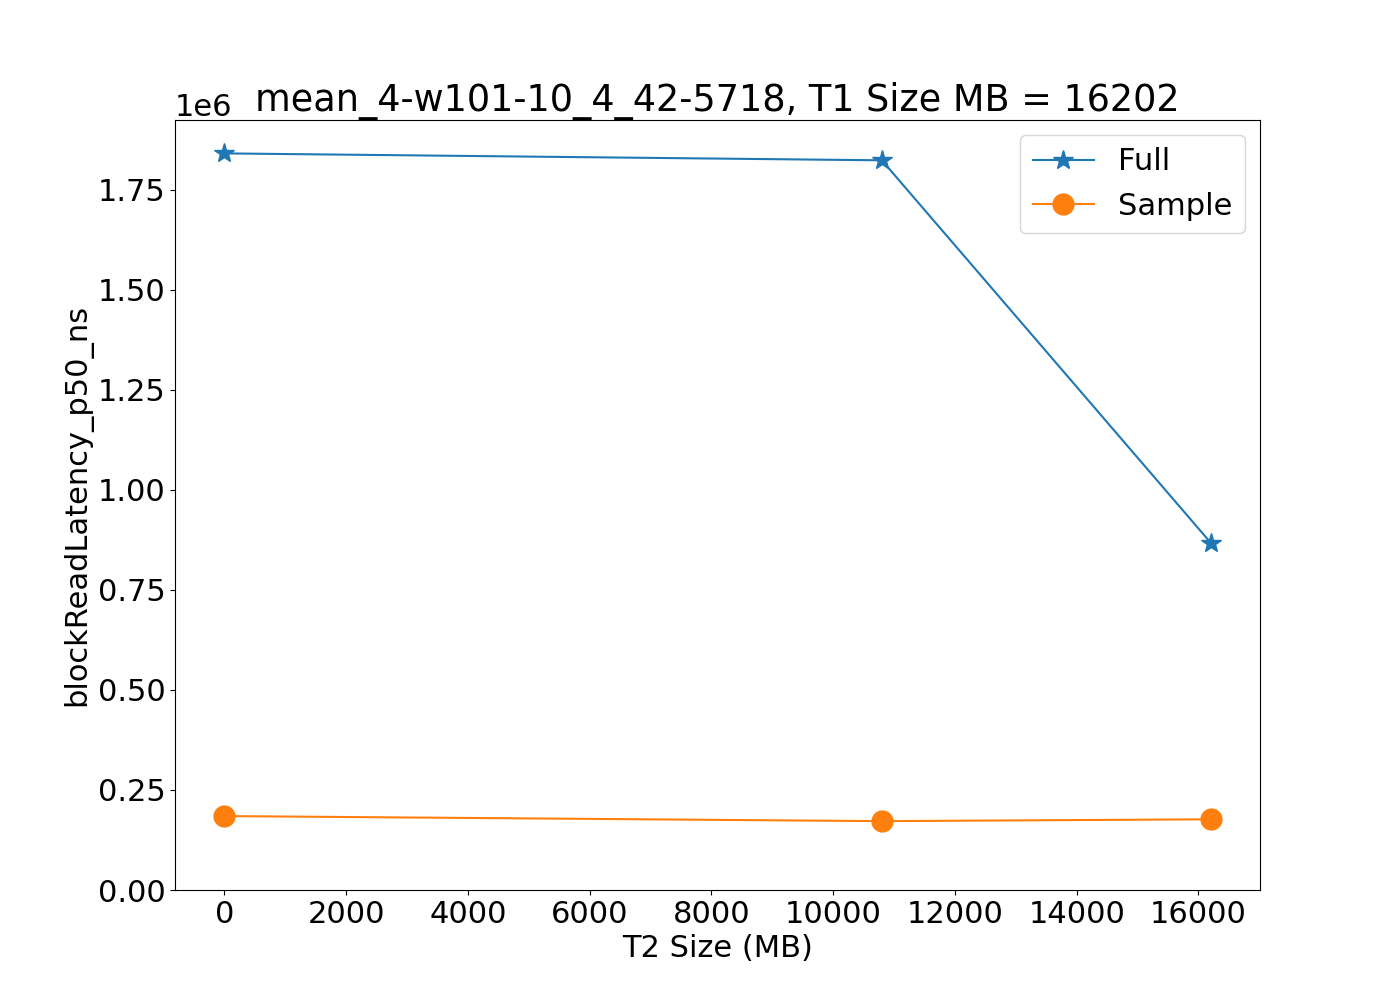 1e6
mean_4-w101-10_4_42-5718, T1 Size MB = 16202
Full
Sample
blockReadLatency_p50_ns
1.75
1.50
1.25
1.00
0.75
0.50
0.25
0.00
0 2000 4000 6000 8000 10000 12000 14000 16000
T2 Size (MB)